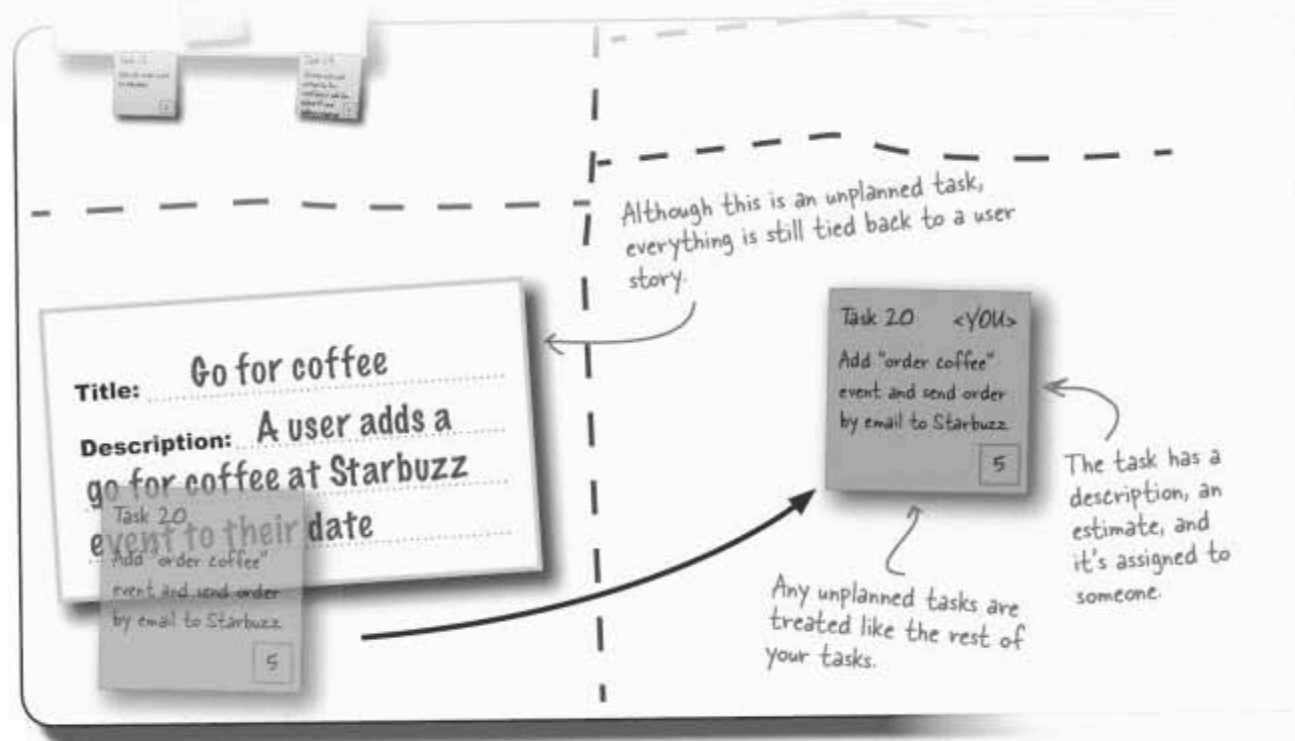 Although this is an unplanned task,
everything is still tied back to a user
story.
Title: Go for coffee
Description: A user adds a
go for coffee at Starbuzz
event to their date
Task 20
Add "order coffee"
event and send order
by email to Starbuzz
5
Task 20 <YOU>
Add "order coffee"
event and send order
by email to Starbuzz
5
The task has a
description, an
estimate, and
it's assigned to
someone.
Any unplanned tasks are
treated like the rest of
your tasks.